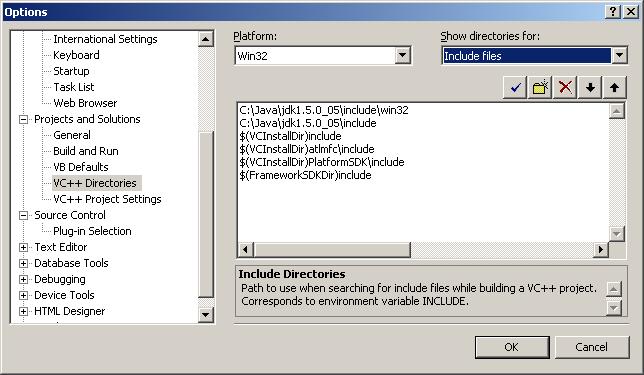 Options
International Settings
Keyboard
Startup
Task List
Web Browser
Projects and Solutions
General
Build and Run
VB Defaults
VC++ Directories
VC++ Project Settings
Source Control
Plug-in Selection
Text Editor
Database Tools
Debugging
Device Tools
HTML Designer
Platform:
Win32
Show directories for:
Include files
C:\Java\jdk1.5.0_05\include\win32
C:\Java\jdk1.5.0_05\include
$(VCInstallDir)include
$(VCInstallDir)atlmfc\include
$(VCInstallDir)PlatformSDK\include
$(FrameworkSDKDir)include
Include Directories
Path to use when searching for include files while building a VC++ project.
Corresponds to environment variable INCLUDE.
OK
Cancel